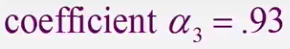 coefficient α₃ = .93